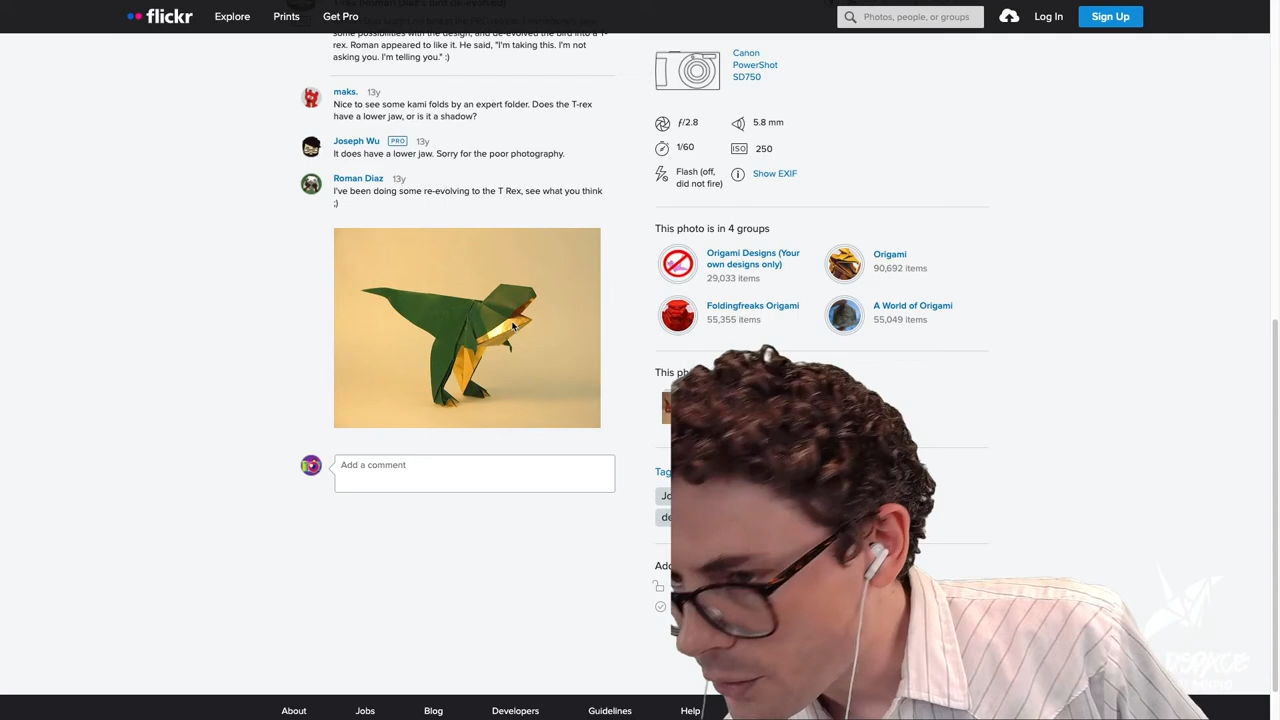 flickr
Explore
Prints
Get Pro
Photos, people, or groups
Log In
Sign Up
some possibilities with the design, and de-evolved the bird into a T-
rex. Roman appeared to like it. He said, "I'm taking this. I'm not
asking you. I'm telling you." :)
maks. 13y
Nice to see some kami folds by an expert folder. Does the T-rex
have a lower jaw, or is it a shadow?
Joseph Wu PRO 13y
It does have a lower jaw. Sorry for the poor photography.
Roman Diaz 13y
I've been doing some re-evolving to the T Rex, see what you think
;)
Add a comment
Canon
PowerShot
SD750
ƒ/2.8
5.8 mm
1/60
ISO 250
Flash (off,
did not fire)
Show EXIF
This photo is in 4 groups
Origami Designs (Your
own designs only)
29,033 items
Origami
90,692 items
Foldingfreaks Origami
55,355 items
A World of Origami
55,049 items
This
About
Jobs
Blog
Developers
Guidelines
Help